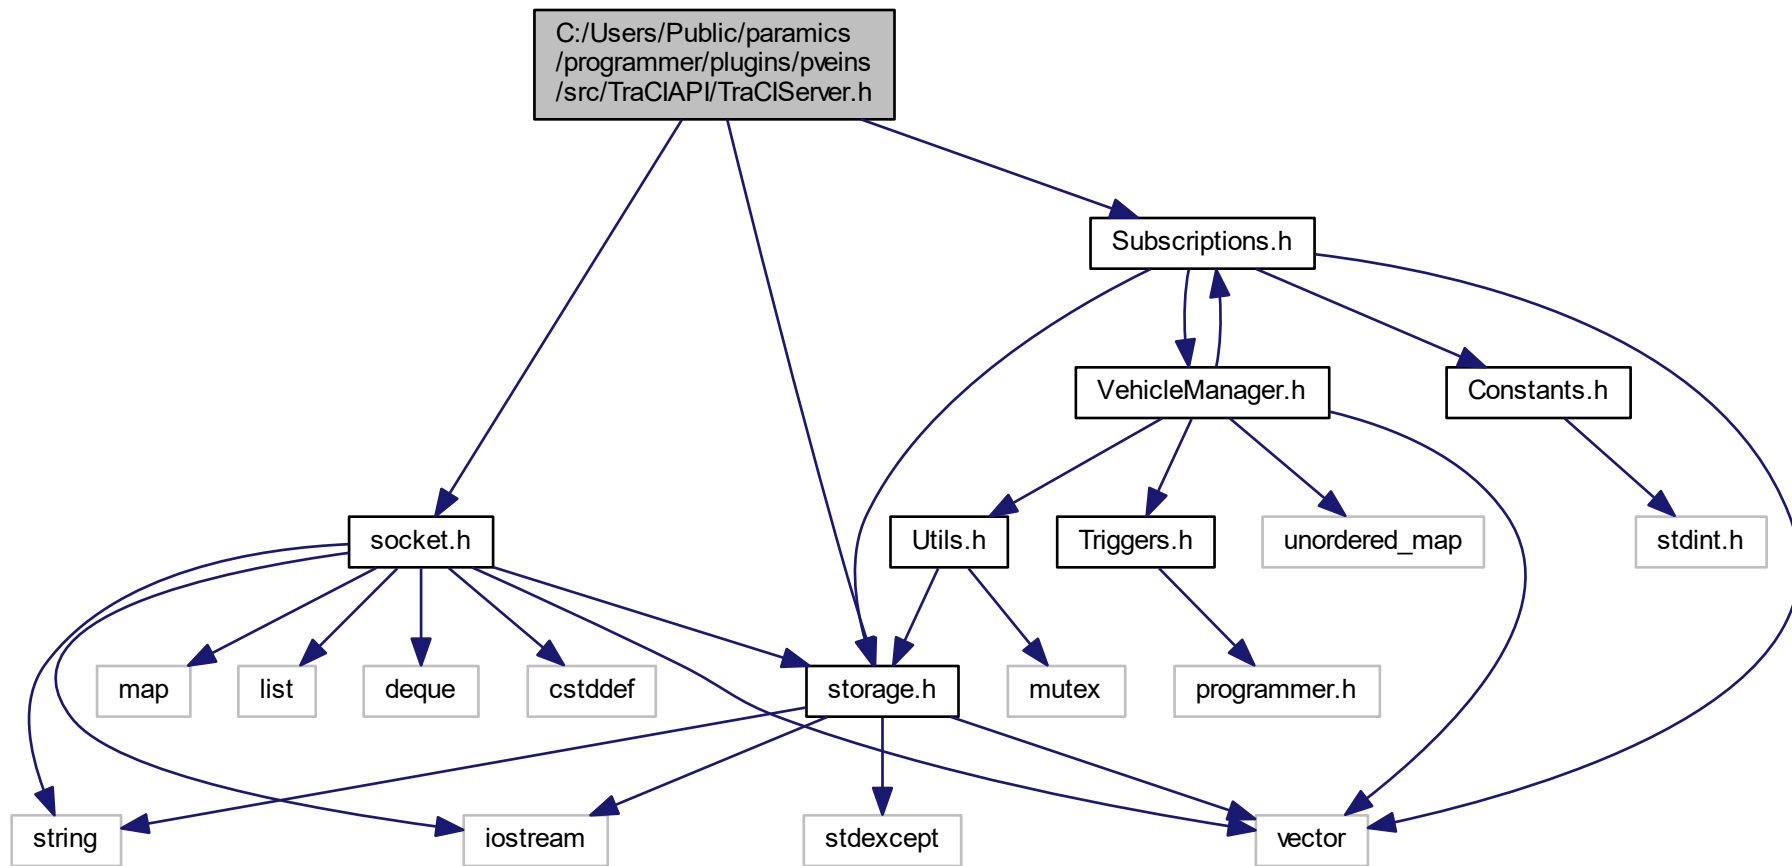 C:/Users/Public/paramics
/programmer/plugins/pveins
/src/TraCIAPI/TraCIServer.h
Subscriptions.h
VehicleManager.h
Constants.h
socket.h
Utils.h
Triggers.h
unordered_map
stdint.h
map
list
deque
cstddef
storage.h
mutex
programmer.h
string
iostream
stdexcept
vector